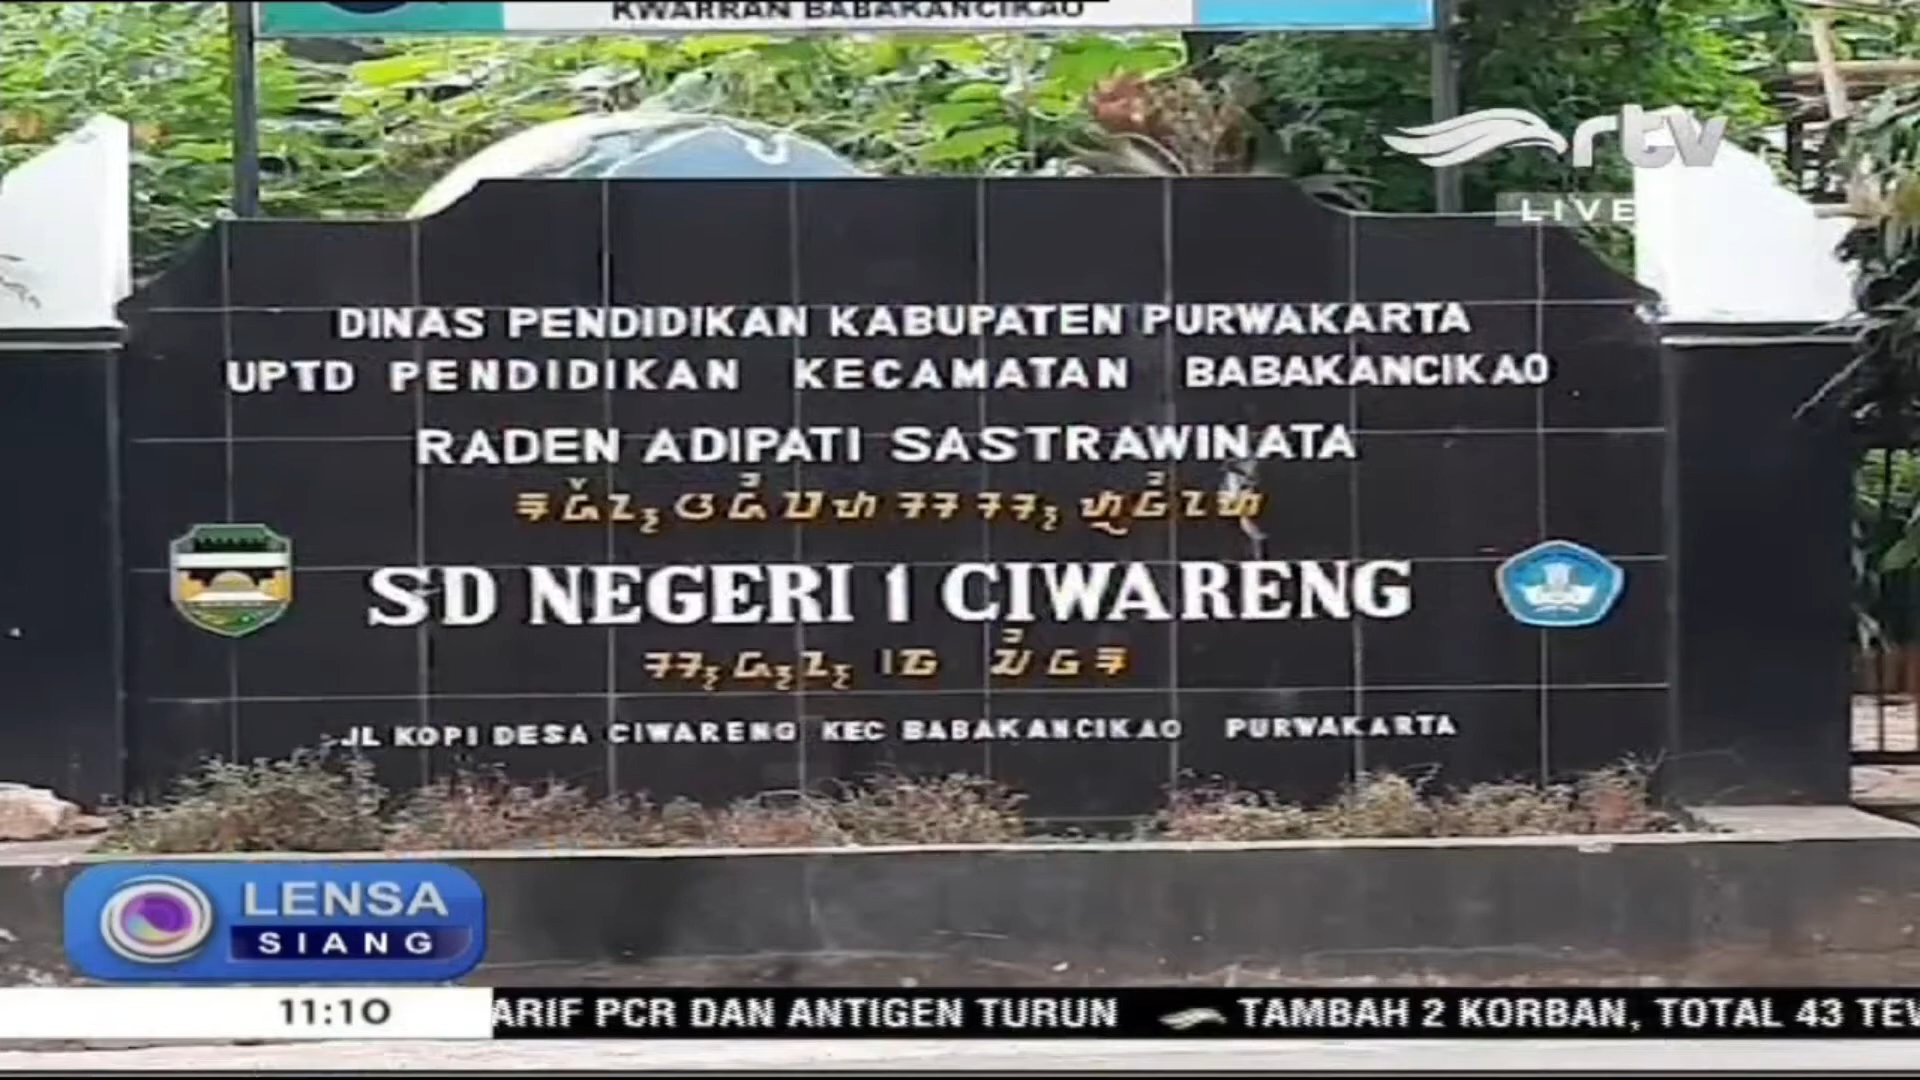 KWARRAN BABAKANCIKAO
rtv
LIVE
DINAS PENDIDIKAN KABUPATEN PURWAKARTA
UPTD PENDIDIKAN KECAMATAN BABAKANCIKAO
RADEN ADIPATI SASTRAWINATA
SD NEGERI 1 CIWARENG
JL KOPI DESA CIWARENG KEC BABAKANCIKAO PURWAKARTA
LENSA
SIANG
11:10 ARIF PCR DAN ANTIGEN TURUN TAMBAH 2 KORBAN, TOTAL 43 TEW